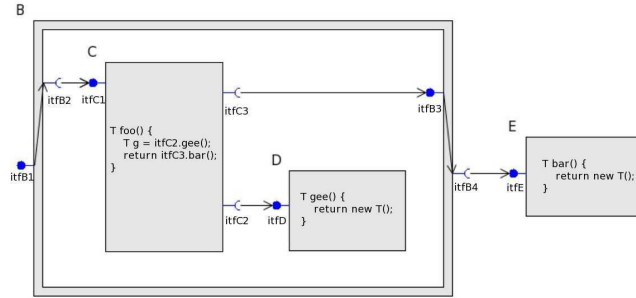 B
C
itfB2
itfC1
itfC3
itfB3
T foo() {
T g = itfC2.gee();
return itfC3.bar();
}
E
itfB1
D
itfB4
itfE
T bar() {
return new T();
}
itfC2
itfD
T gee() {
return new T();
}